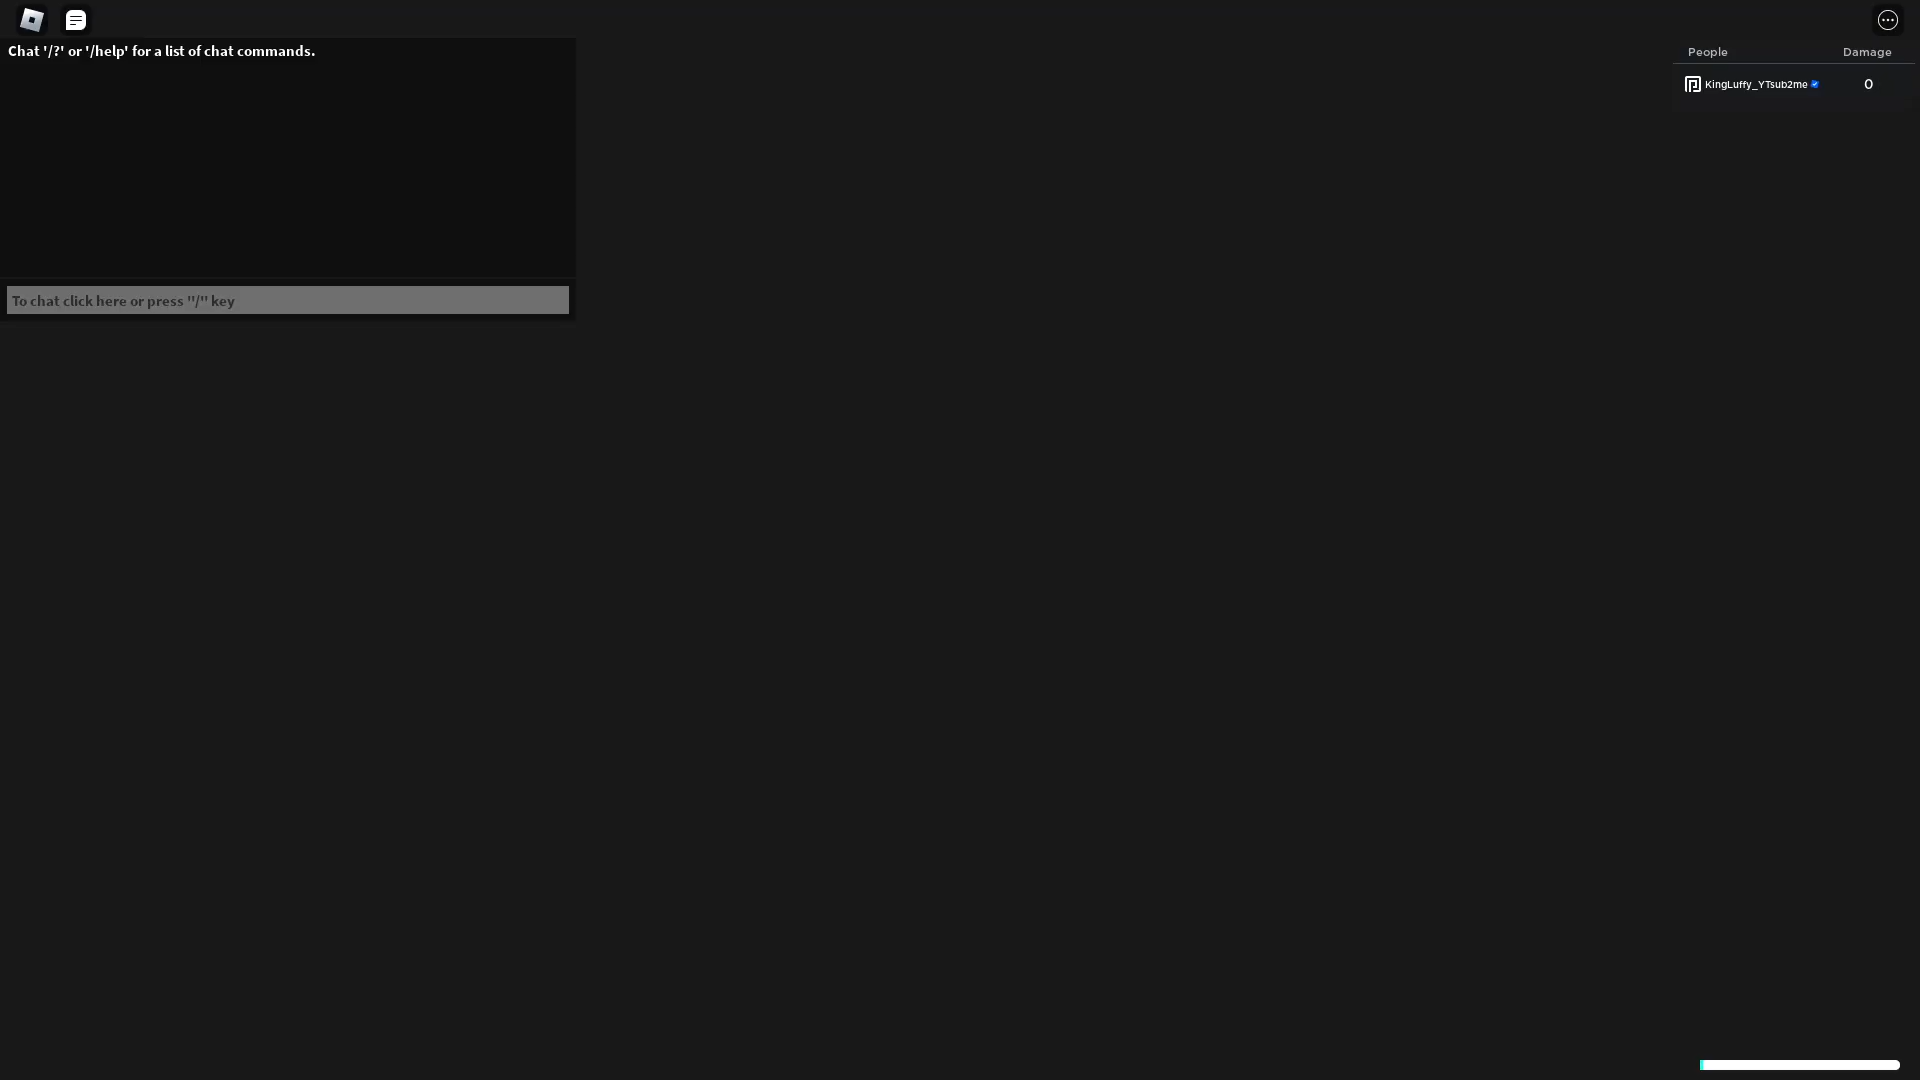 Chat '/?' or '/help' for a list of chat commands.
To chat click here or press "/" key
People Damage
KingLuffy_YTsub2me 0